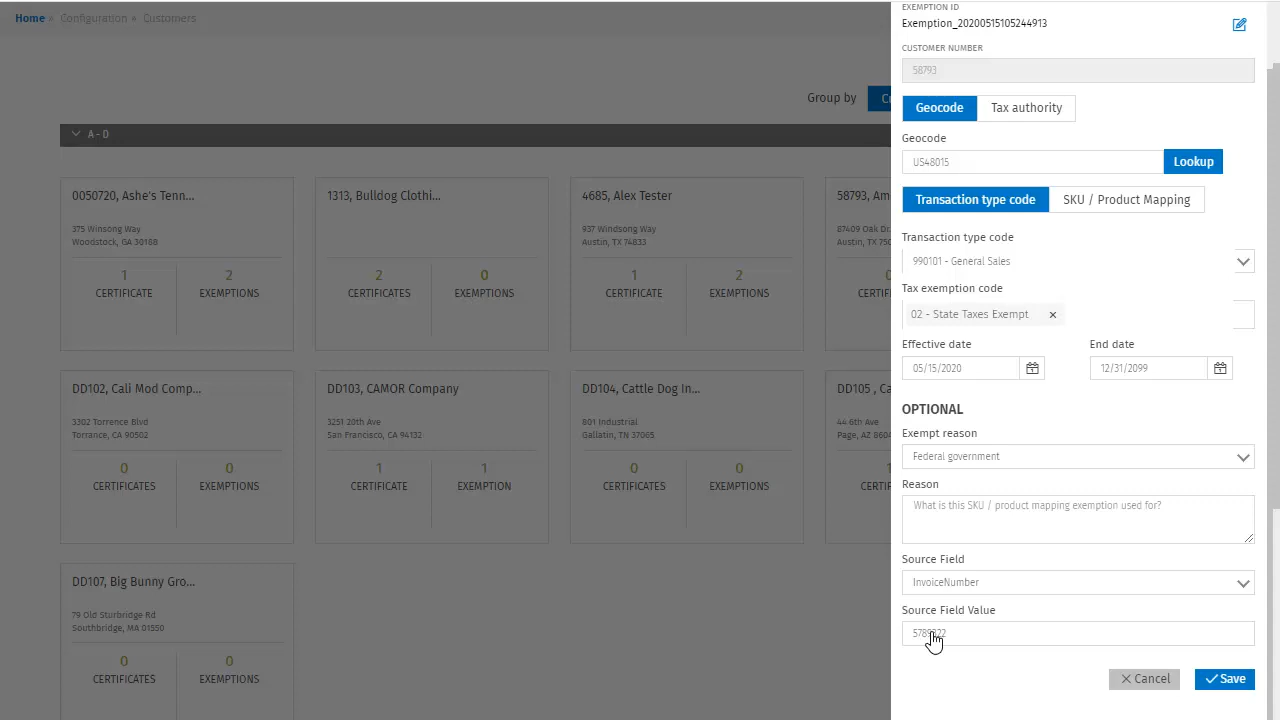 Home » Configuration » Customers
Group by
A - D
0050720, Ashe's Tenn...
375 Winsong Way
Woodstock, GA 30188
1
CERTIFICATE
2
EXEMPTIONS
1313, Bulldog Clothi...
2
CERTIFICATES
0
EXEMPTIONS
4685, Alex Tester
937 Windsong Way
Austin, TX 74833
1
CERTIFICATE
2
EXEMPTIONS
58793, Am
87409 Oak Dr.
Austin, TX 750
DD102, Cali Mod Comp...
3302 Torrence Blvd
Torrance, CA 90502
0
CERTIFICATES
0
EXEMPTIONS
DD103, CAMOR Company
3251 20th Ave
San Francisco, CA 94132
1
CERTIFICATE
1
EXEMPTION
DD104, Cattle Dog In...
801 Industrial
Gallatin, TN 37065
0
CERTIFICATES
0
EXEMPTIONS
DD105 , Ca
44 6th Ave
Page, AZ 8604
CERTIFI
DD107, Big Bunny Gro...
79 Old Sturbridge Rd
Southbridge, MA 01550
0
CERTIFICATES
0
EXEMPTIONS
EXEMPTION ID
Exemption_20200515105244913
CUSTOMER NUMBER
58793
Geocode
Tax authority
Geocode
US48015
Lookup
Transaction type code
SKU / Product Mapping
Transaction type code
990101 - General Sales
Tax exemption code
02 - State Taxes Exempt ×
Effective date
End date
05/15/2020
12/31/2099
OPTIONAL
Exempt reason
Federal government
Reason
What is this SKU / product mapping exemption used for?
Source Field
InvoiceNumber
Source Field Value
Cancel
Save